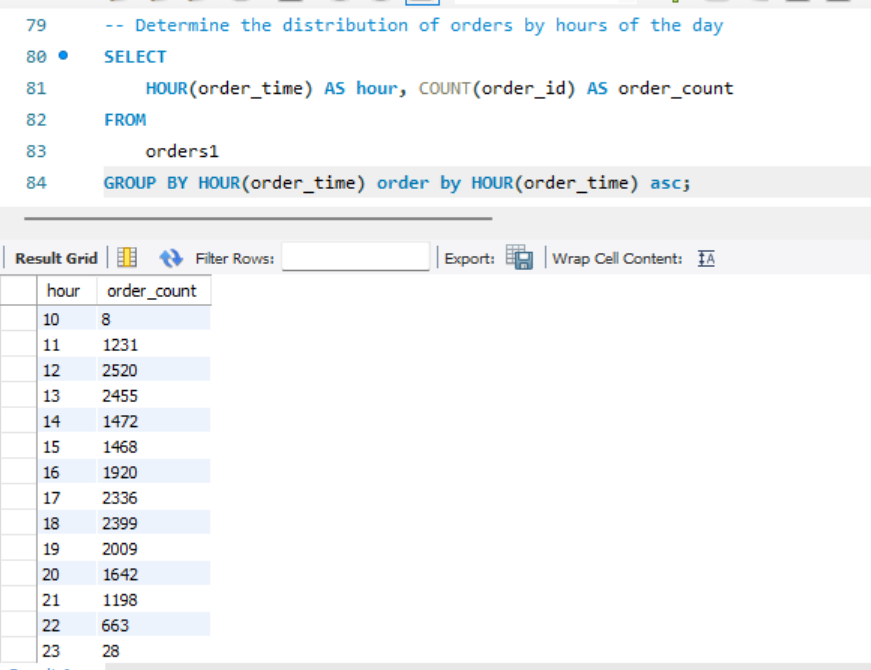 79 -- Determine the distribution of orders by hours of the day
80 SELECT
81 HOUR(order_time) AS hour, COUNT(order_id) AS order_count
82 FROM
83 orders1
84 GROUP BY HOUR(order_time) order by HOUR(order_time) asc;
Result Grid Filter Rows: Export: Wrap Cell Content: IA
hour order_count
10 8
11 1231
12 2520
13 2455
14 1472
15 1468
16 1920
17 2336
18 2399
19 2009
20 1642
21 1198
22 663
23 28